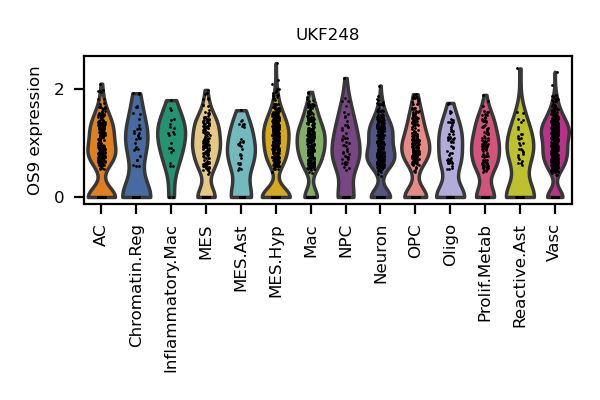 UKF248
OS9 expression
2
0
AC
Chromatin.Reg
Inflammatory.Mac
MES
MES.Ast
MES.Hyp
Mac
NPC
Neuron
OPC
Oligo
Prolif.Metab
Reactive.Ast
Vasc